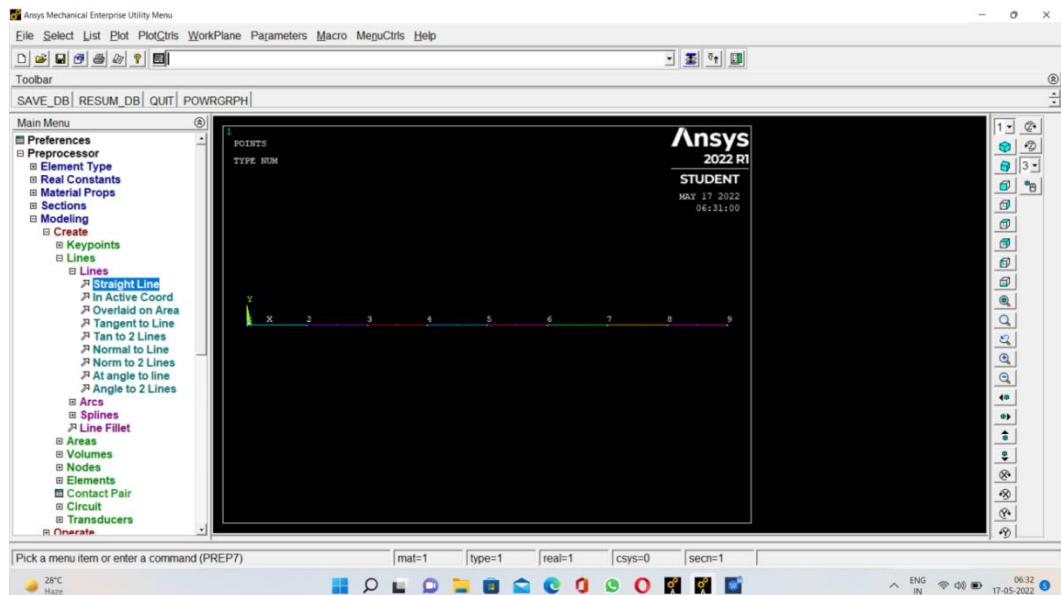 Ansys Mechanical Enterprise Utility Menu
File Select List Plot PlotCtrls WorkPlane Parameters Macro MenuCtrls Help
Toolbar
SAVE_DB RESUM_DB QUIT POWRGRPH
Main Menu
Preferences
Preprocessor
Element Type
Real Constants
Material Props
Sections
Modeling
Create
Keypoints
Lines
Lines
Straight Line
In Active Coord
Overlaid on Area
Tangent to Line
Tan to 2 Lines
Normal to Line
Norm to 2 Lines
At angle to line
Angle to 2 Lines
Arcs
Splines
Line Fillet
Areas
Volumes
Nodes
Elements
Contact Pair
Circuit
Transducers
Operate
1
POINTS
TYPE NUM
Ansys
2022 R1
STUDENT
MAY 17 2022
06:31:00
Y
X 2 3 4 5 6 7 8 9
1
3
Pick a menu item or enter a command (PREP7)
mat=1
type=1
real=1
csys=0
secn=1
28°C
Haze
ENG
IN
06:32
17-05-2022